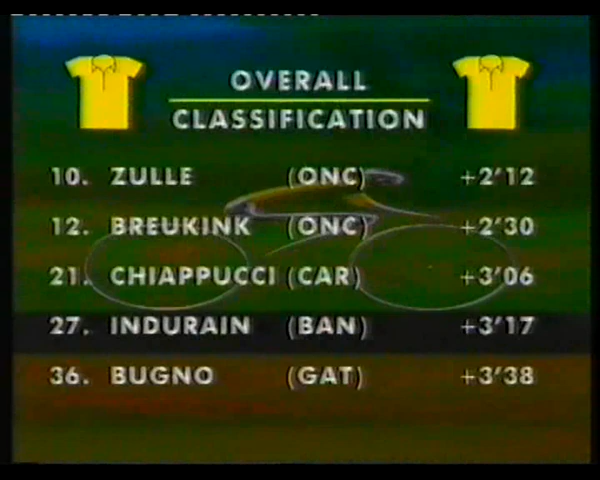 OVERALL
CLASSIFICATION
10. ZULLE (ONC) +2'12
12. BREUKINK (ONC) +2'30
21. CHIAPPUCCI (CAR) +3'06
27. INDURAIN (BAN) +3'17
36. BUGNO (GAT) +3'38